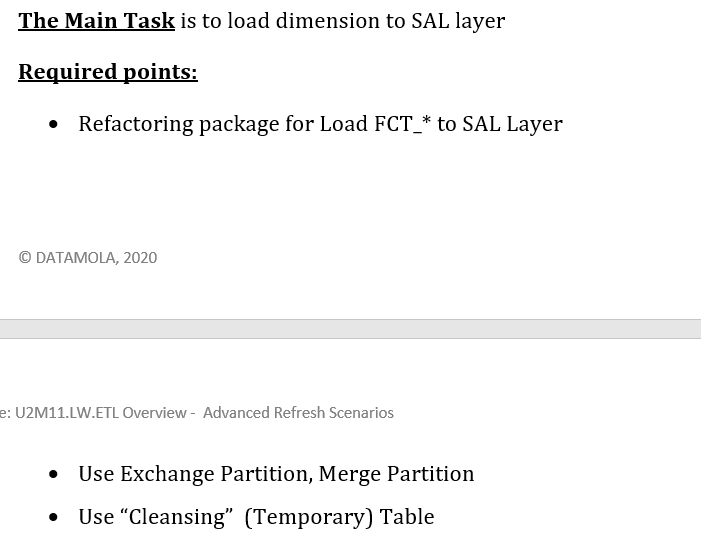 The Main Task is to load dimension to SAL layer
Required points:
• Refactoring package for Load FCT_* to SAL Layer
© DATAMOLA, 2020
e: U2M11.LW.ETL Overview - Advanced Refresh Scenarios
• Use Exchange Partition, Merge Partition
• Use “Cleansing” (Temporary) Table